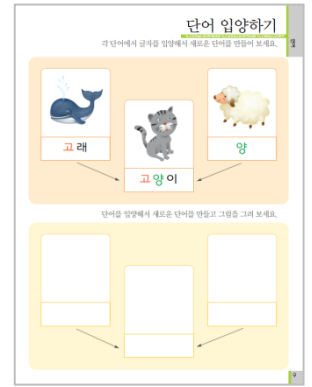 단어 입양하기
각 단어에서 글자를 입양해서 새로운 단어를 만들어 보세요.
고래
양
고양이
단어를 입양해서 새로운 단어를 만들고 그림을 그려 보세요.